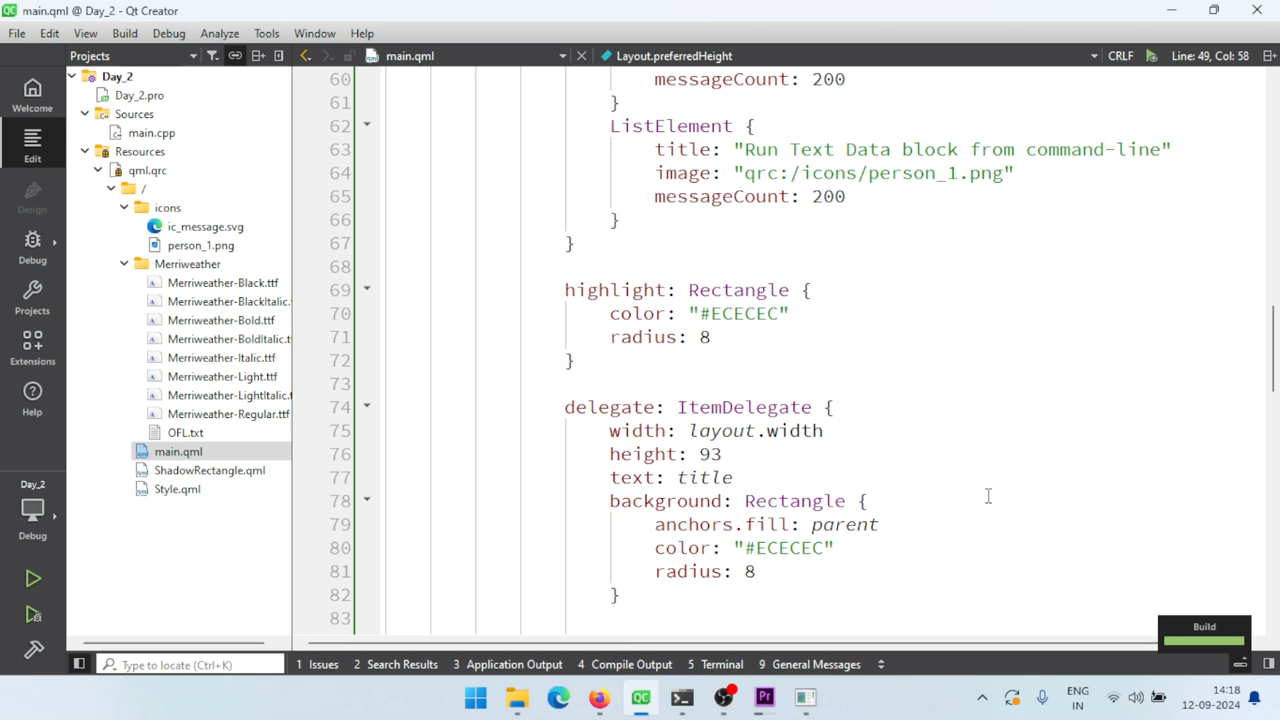 main.qml @ Day_2 - Qt Creator
File Edit View Build Debug Analyze Tools Window Help
Projects main.qml Layout.preferredHeight CRLF Line: 49, Col: 58
Welcome
Edit
Design
Debug
Projects
Extensions
Help
Day_2
Debug
Day_2
Day_2.pro
Sources
main.cpp
Resources
qml.qrc
/
icons
ic_message.svg
person_1.png
Merriweather
Merriweather-Black.ttf
Merriweather-BlackItalic.
Merriweather-Bold.ttf
Merriweather-BoldItalic.t
Merriweather-Italic.ttf
Merriweather-Light.ttf
Merriweather-LightItalic.t
Merriweather-Regular.ttf
OFL.txt
main.qml
ShadowRectangle.qml
Style.qml
60 messageCount: 200
61 }
62 ListElement {
63 title: "Run Text Data block from command-line"
64 image: "qrc:/icons/person_1.png"
65 messageCount: 200
66 }
67 }
68
69 highlight: Rectangle {
70 color: "#ECECEC"
71 radius: 8
72 }
73
74 delegate: ItemDelegate {
75 width: layout.width
76 height: 93
77 text: title
78 background: Rectangle {
79 anchors.fill: parent
80 color: "#ECECEC"
81 radius: 8
82 }
83
Build
Type to locate (Ctrl+K) 1 Issues 2 Search Results 3 Application Output 4 Compile Output 5 Terminal 9 General Messages
ENG
IN
14:18
12-09-2024